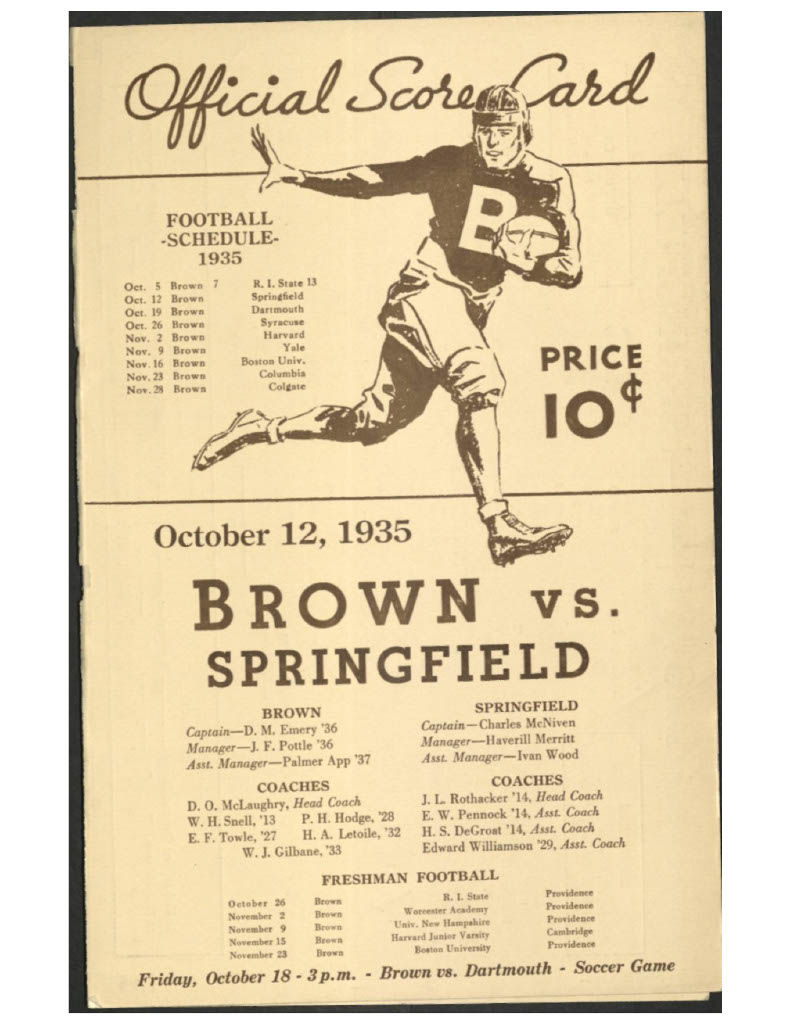 Official Score Card
B
FOOTBALL
-SCHEDULE-
1935
Oct. 5 Brown 7 R. I. State 13
Oct. 12 Brown Springfield
Oct. 19 Brown Dartmouth
Oct. 26 Brown Syracuse
Nov. 2 Brown Harvard
Nov. 9 Brown Yale
Nov. 16 Brown Boston Univ.
Nov. 23 Brown Columbia
Nov. 28 Brown Colgate
PRICE
10¢
October 12, 1935
BROWN vs.
SPRINGFIELD
BROWN
Captain—D. M. Emery '36
Manager—J. F. Pottle '36
Asst. Manager—Palmer App '37
COACHES
D. O. McLaughry, Head Coach
W. H. Snell, '13 P. H. Hodge, '28
E. F. Towle, '27 H. A. Letoile, '32
W. J. Gilbane, '33
SPRINGFIELD
Captain—Charles McNiven
Manager—Haverill Merritt
Asst. Manager—Ivan Wood
COACHES
J. L. Rothacker '14, Head Coach
E. W. Pennock '14, Asst. Coach
H. S. DeGroat '14, Asst. Coach
Edward Williamson '29, Asst. Coach
FRESHMAN FOOTBALL
October 26 Brown R. I. State Providence
November 2 Brown Worcester Academy Providence
November 9 Brown Univ. New Hampshire Providence
November 15 Brown Harvard Junior Varsity Cambridge
November 23 Brown Boston University Providence
Friday, October 18 - 3 p.m. - Brown vs. Dartmouth - Soccer Game